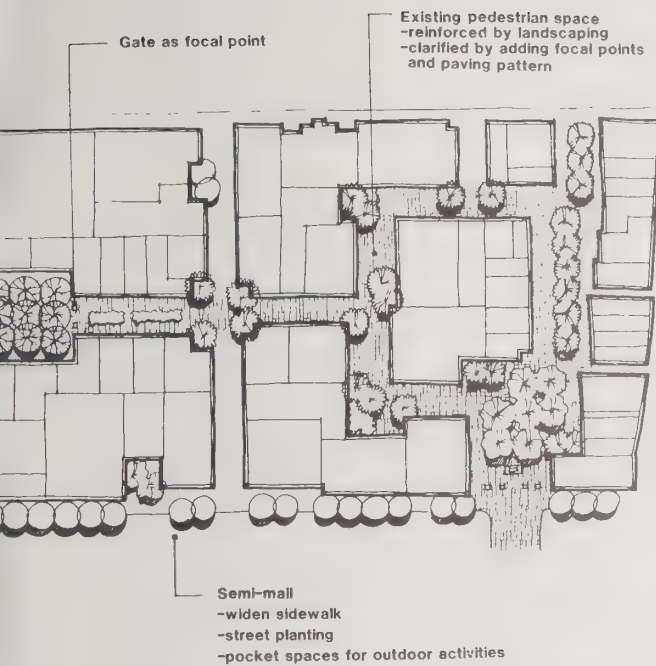 Gate as focal point
Existing pedestrian space
-reinforced by landscaping
-clarified by adding focal points
and paving pattern
Semi-mall
-widen sidewalk
-street planting
-pocket spaces for outdoor activities